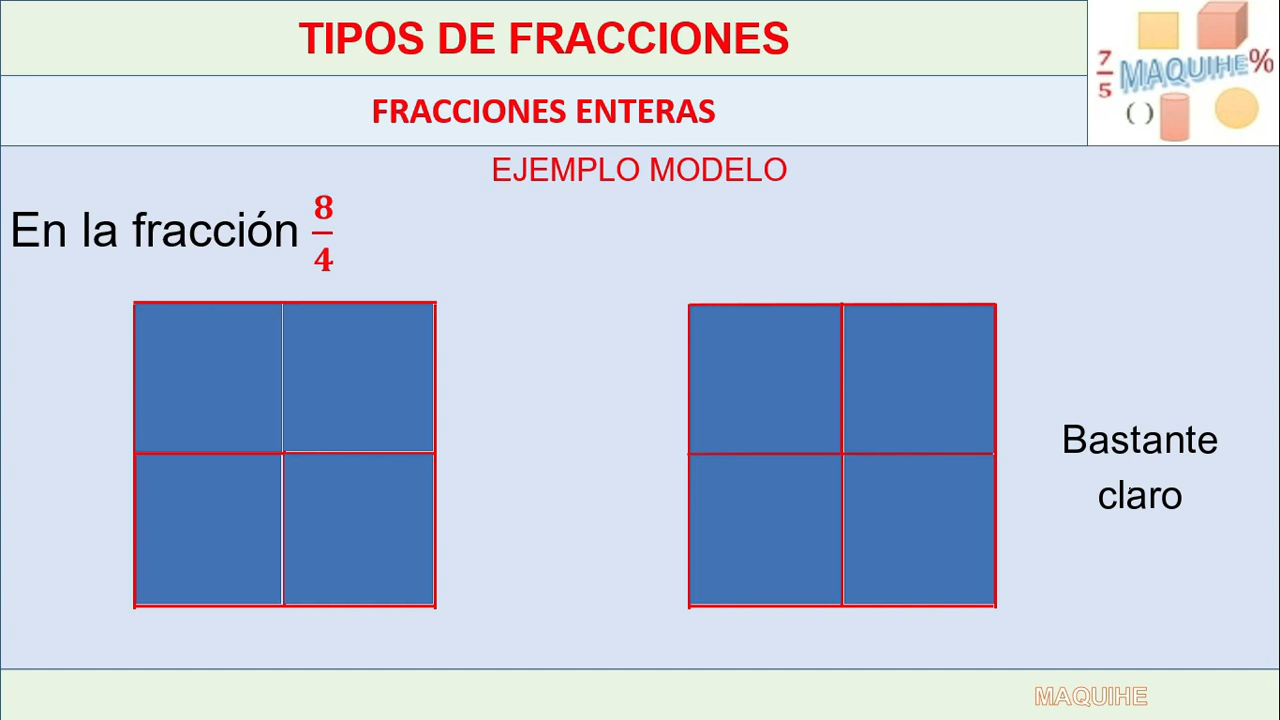 TIPOS DE FRACCIONES
FRACCIONES ENTERAS
7
5
MAQUIHE%
( )
EJEMPLO MODELO
En la fracción 8
4
Bastante
claro
MAQUIHE